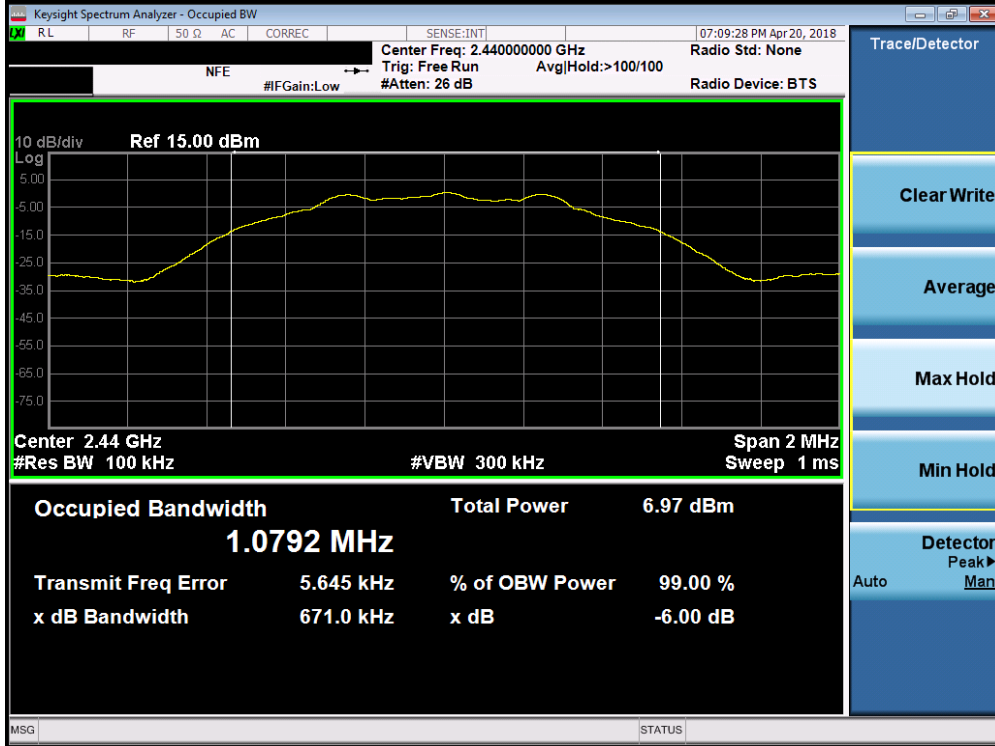 Keysight Spectrum Analyzer - Occupied BW
LXI RL RF 50 Ω AC CORREC SENSE:INT 07:09:28 PM Apr 20, 2018
Center Freq: 2.440000000 GHz Radio Std: None
NFE Trig: Free Run Avg|Hold:>100/100
#IFGain:Low #Atten: 26 dB Radio Device: BTS
10 dB/div Ref 15.00 dBm
Log
5.00
-5.00
-15.0
-25.0
-35.0
-45.0
-55.0
-65.0
-75.0
Center 2.44 GHz Span 2 MHz
#Res BW 100 kHz #VBW 300 kHz Sweep 1 ms
Occupied Bandwidth Total Power 6.97 dBm
1.0792 MHz
Transmit Freq Error 5.645 kHz % of OBW Power 99.00 %
x dB Bandwidth 671.0 kHz x dB -6.00 dB
MSG STATUS
Trace/Detector
Clear Write
Average
Max Hold
Min Hold
Detector
Peak▶
Auto Man